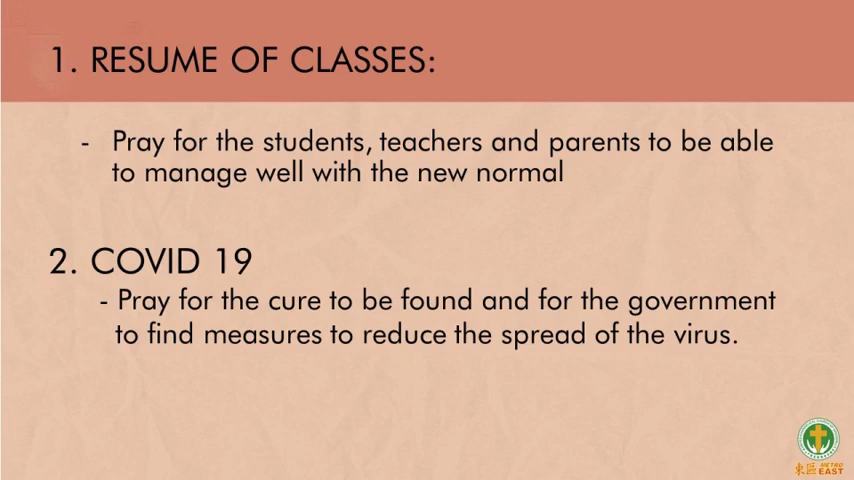 1. RESUME OF CLASSES:
- Pray for the students, teachers and parents to be able
to manage well with the new normal
2. COVID 19
- Pray for the cure to be found and for the government
to find measures to reduce the spread of the virus.
東區 METRO EAST